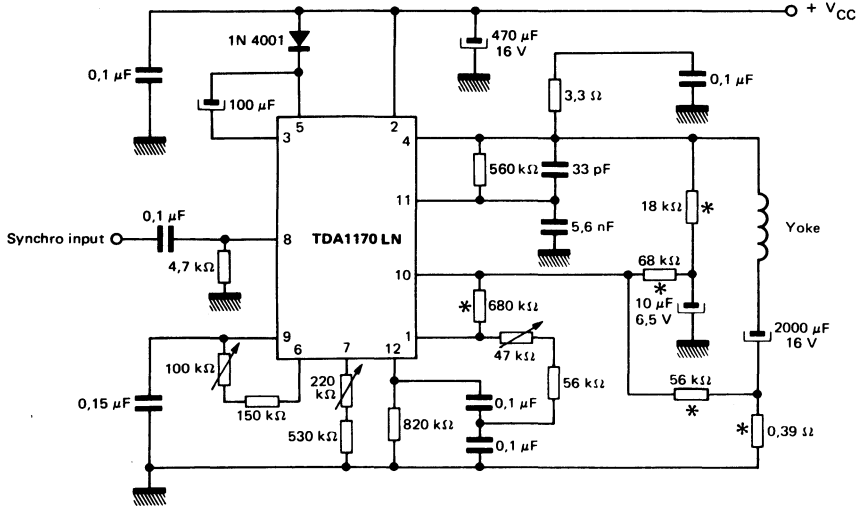 + VCC
1N 4001
470 µF
16 V
0,1 µF
100 µF
3,3 Ω
0,1 µF
5
2
3
4
560 kΩ
33 pF
11
18 kΩ
*
0,1 µF
Synchro input
8
TDA1170 LN
5,6 nF
Yoke
4,7 kΩ
10
68 kΩ
*
*
680 kΩ
10 µF
6,5 V
2000 µF
16 V
9
6
7
12
1
100 kΩ
220
kΩ
47 kΩ
56 kΩ
56 kΩ
*
0,15 µF
150 kΩ
0,1 µF
530 kΩ
820 kΩ
0,1 µF
*
0,39 Ω